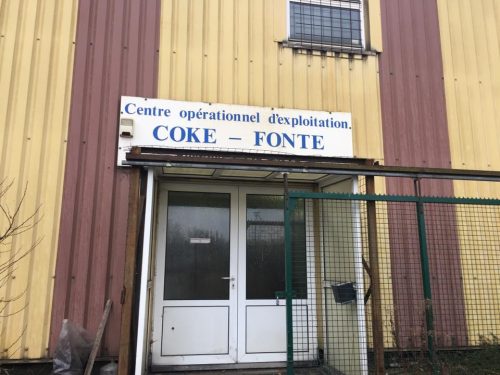 Centre opérationnel d'exploitation
COKE – FONTE